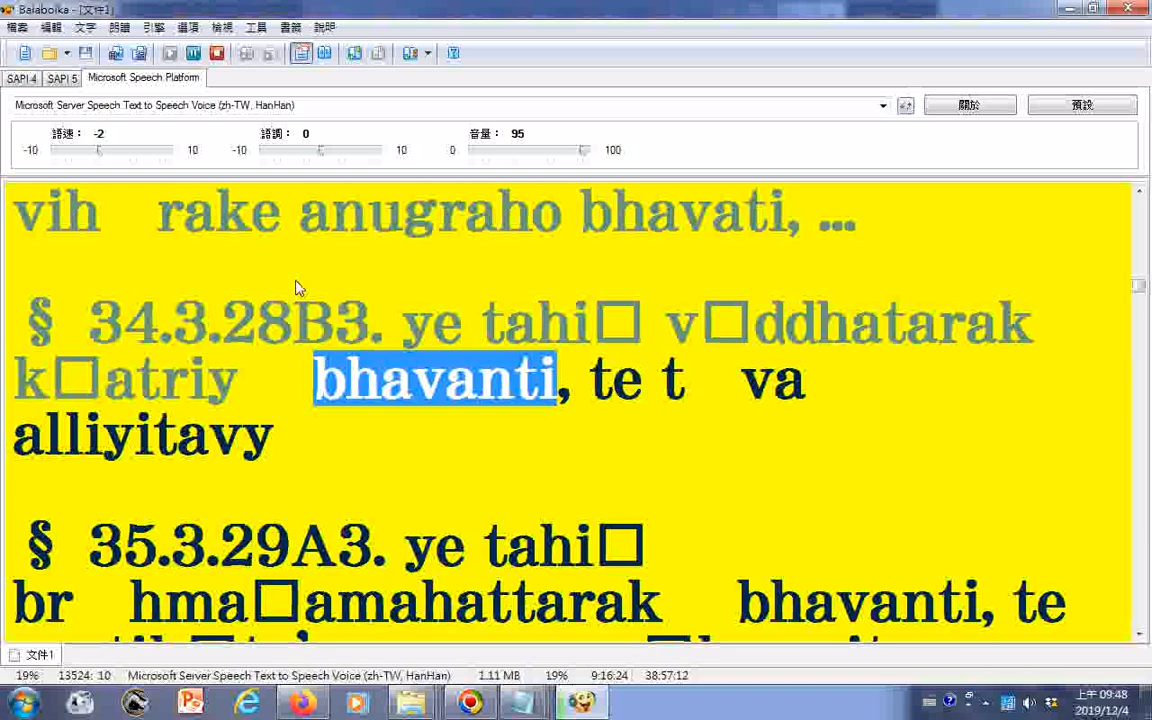 Balabolka - [文件1]
檔案 編輯 文字 朗讀 引擎 選項 檢視 工具 書籤 說明
SAPI 4 SAPI 5 Microsoft Speech Platform
Microsoft Server Speech Text to Speech Voice (zh-TW, HanHan) 關於 預設
語速： -2 語調： 0 音量： 95
-10 10 -10 10 0 100
vih rake anugraho bhavati, ...
§ 34.3.28B3. ye tahi□ v□ddhatarak
k□atriy bhavanti, te t va
alliyitavy
§ 35.3.29A3. ye tahi□
br hma□amahattarak bhavanti, te
文件1
19% 13524: 10 Microsoft Server Speech Text to Speech Voice (zh-TW, HanHan) 1.11 MB 19% 9:16:24 38:57:12
上午 09:48
2019/12/4